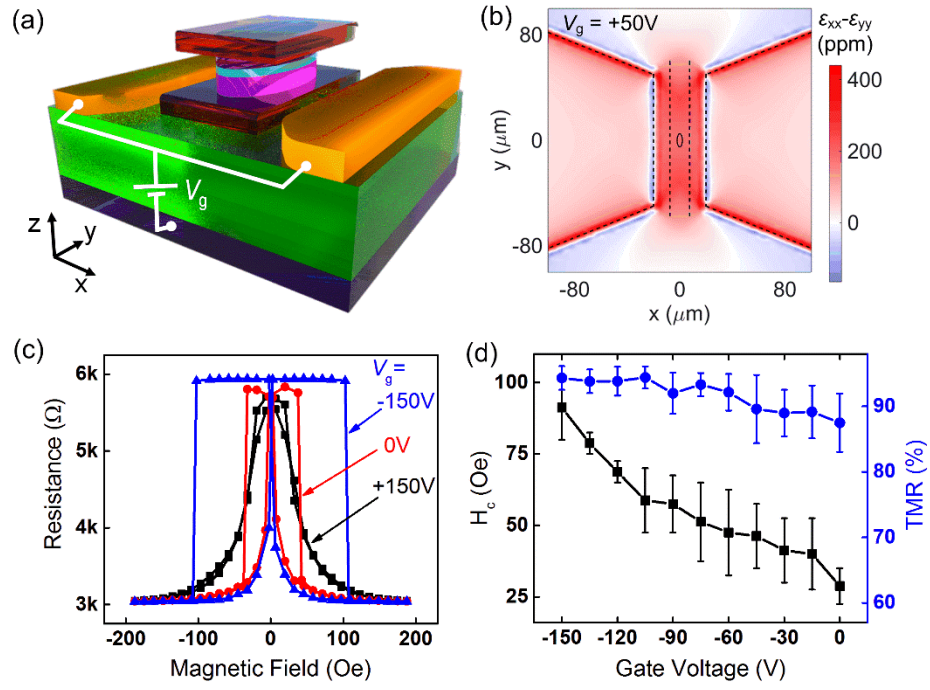 (a)
V_g
z
y
x
(b)
V_g = +50V
ε_xx-ε_yy
(ppm)
80
0
-80
y (μm)
-80 0 80
x (μm)
400
200
0
(c)
6k
5k
4k
3k
Resistance (Ω)
V_g =
-150V
0V
+150V
-200 -100 0 100 200
Magnetic Field (Oe)
(d)
100
75
50
25
H_c (Oe)
90
80
70
60
TMR (%)
-150 -120 -90 -60 -30 0
Gate Voltage (V)